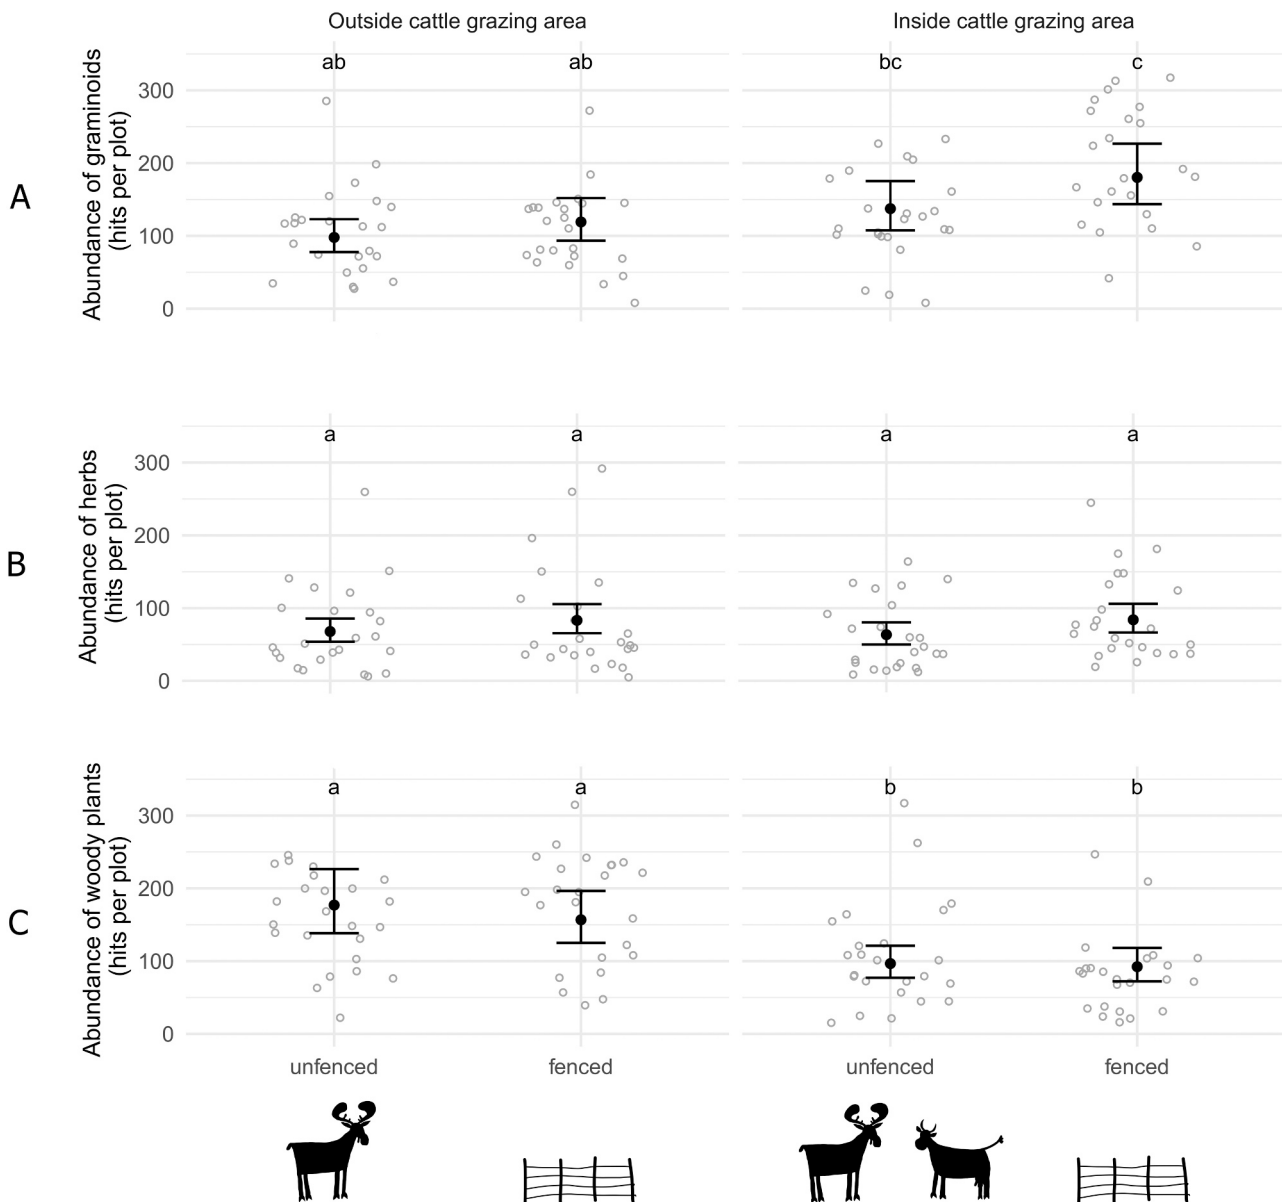 Outside cattle grazing area
Inside cattle grazing area
A
Abundance of graminoids
(hits per plot)
300
200
100
0
ab
ab
bc
c
B
Abundance of herbs
(hits per plot)
300
200
100
0
a
a
a
a
C
Abundance of woody plants
(hits per plot)
300
200
100
0
a
a
b
b
unfenced
fenced
unfenced
fenced